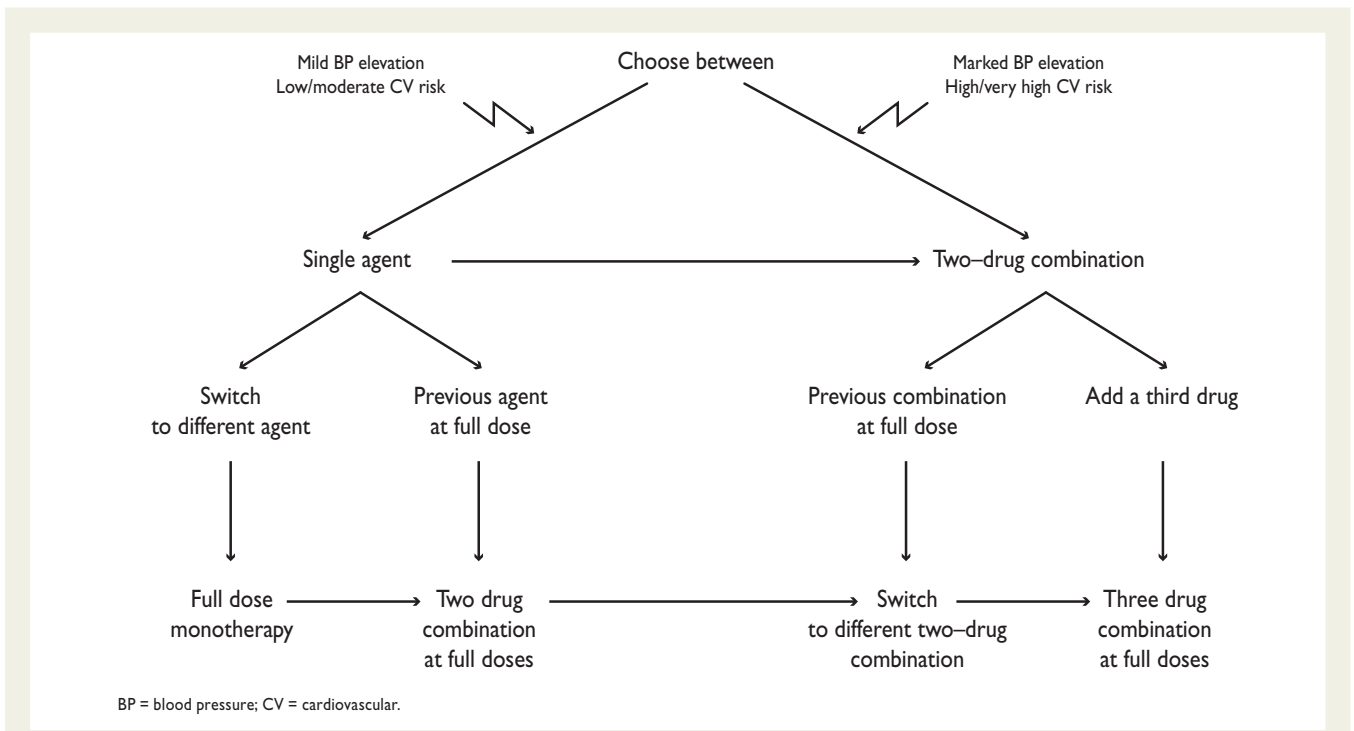 Mild BP elevation
Low/moderate CV risk
Choose between
Marked BP elevation
High/very high CV risk
Single agent
Two–drug combination
Switch
to different agent
Previous agent
at full dose
Previous combination
at full dose
Add a third drug
Full dose
monotherapy
Two drug
combination
at full doses
Switch
to different two–drug
combination
Three drug
combination
at full doses
BP = blood pressure; CV = cardiovascular.